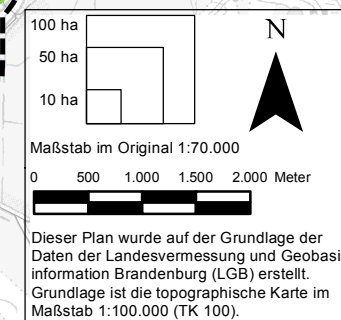 100 ha
N
50 ha
10 ha
Maßstab im Original 1:70.000
0 500 1.000 1.500 2.000 Meter
Dieser Plan wurde auf der Grundlage der
Daten der Landesvermessung und Geobasi
information Brandenburg (LGB) erstellt.
Grundlage ist die topographische Karte im
Maßstab 1:100.000 (TK 100).